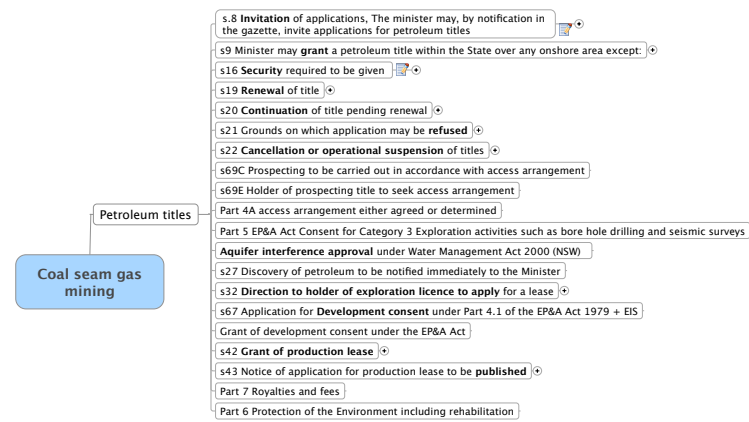 s.8 Invitation of applications, The minister may, by notification in
the gazette, invite applications for petroleum titles
s9 Minister may grant a petroleum title within the State over any onshore area except:
s16 Security required to be given
s19 Renewal of title
s20 Continuation of title pending renewal
s21 Grounds on which application may be refused
s22 Cancellation or operational suspension of titles
s69C Prospecting to be carried out in accordance with access arrangement
s69E Holder of prospecting title to seek access arrangement
Petroleum titles
Part 4A access arrangement either agreed or determined
Part 5 EP&A Act Consent for Category 3 Exploration activities such as bore hole drilling and seismic surveys
Aquifer interference approval under Water Management Act 2000 (NSW)
Coal seam gas
mining
s27 Discovery of petroleum to be notified immediately to the Minister
s32 Direction to holder of exploration licence to apply for a lease
s67 Application for Development consent under Part 4.1 of the EP&A Act 1979 + EIS
Grant of development consent under the EP&A Act
s42 Grant of production lease
s43 Notice of application for production lease to be published
Part 7 Royalties and fees
Part 6 Protection of the Environment including rehabilitation